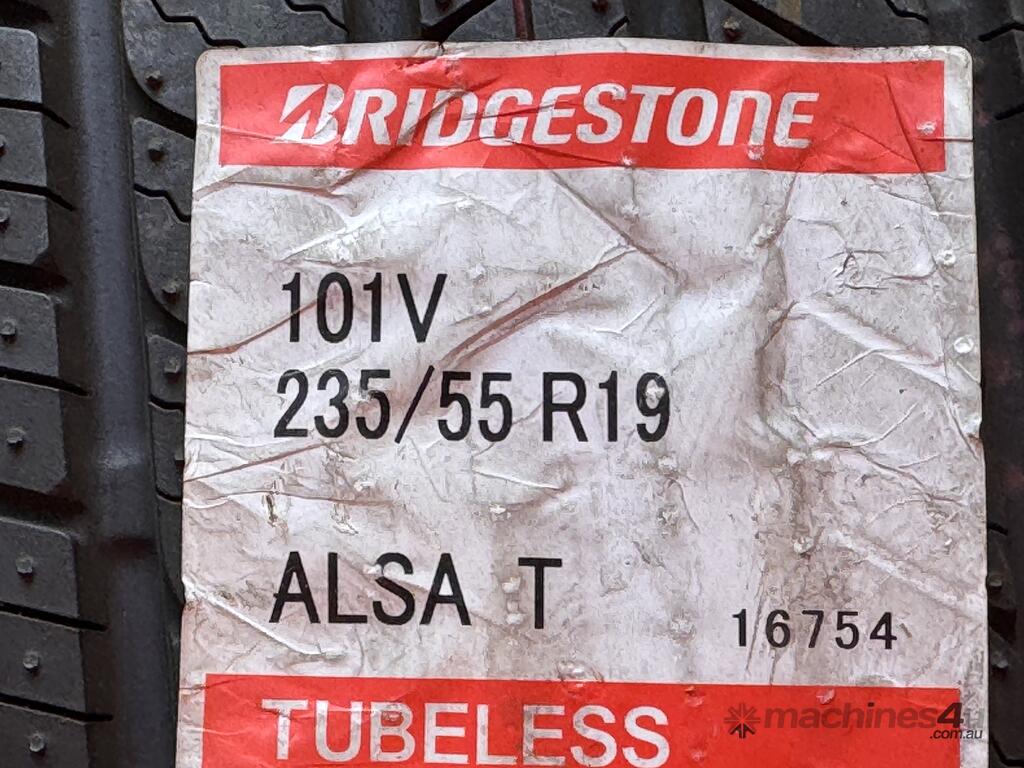 BRIDGESTONE
101V
235/55 R19
ALSA T
16754
TUBELESS
machines4u
.com.au